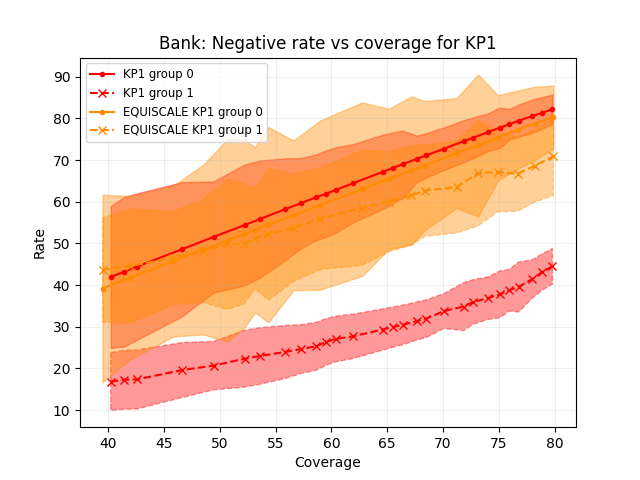 Bank: Negative rate vs coverage for KP1
KP1 group 0
KP1 group 1
EQUISCALE KP1 group 0
EQUISCALE KP1 group 1
Rate
90
80
70
60
50
40
30
20
10
40 45 50 55 60 65 70 75 80
Coverage